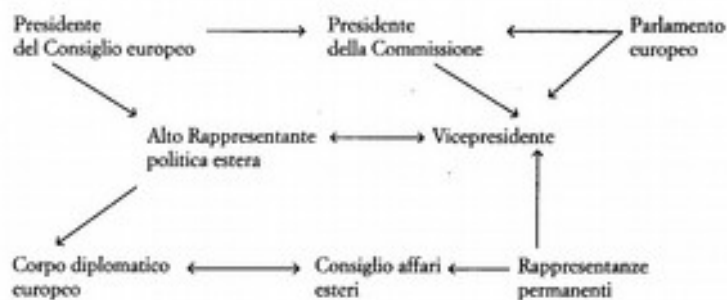 Presidente
del Consiglio europeo
Presidente
della Commissione
Parlamento
europeo
Alto Rappresentante
politica estera
Vicepresidente
Corpo diplomatico
europeo
Consiglio affari
esteri
Rappresentanze
permanenti